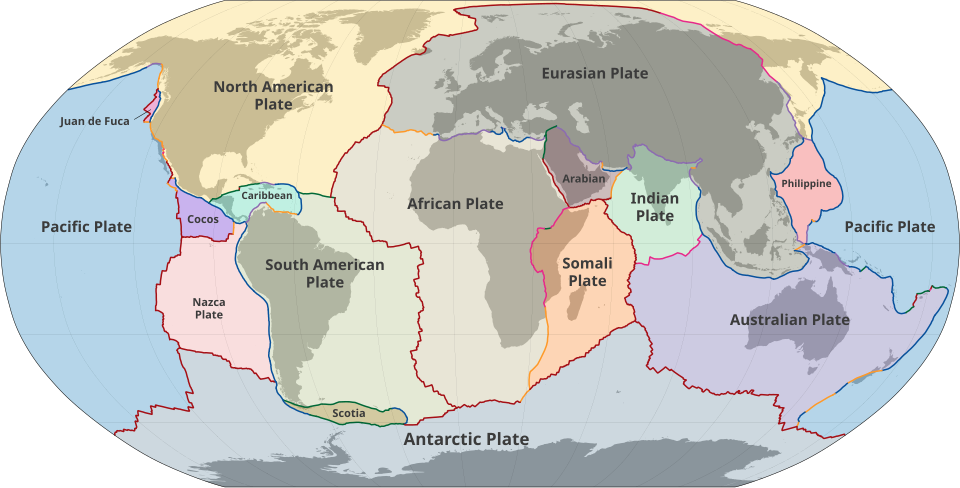 North American
Plate
Eurasian Plate
Juan de Fuca
Caribbean
Arabian
Philippine
African Plate
Indian
Plate
Cocos
Pacific Plate
Pacific Plate
South American
Plate
Somali
Plate
Nazca
Plate
Australian Plate
Scotia
Antarctic Plate